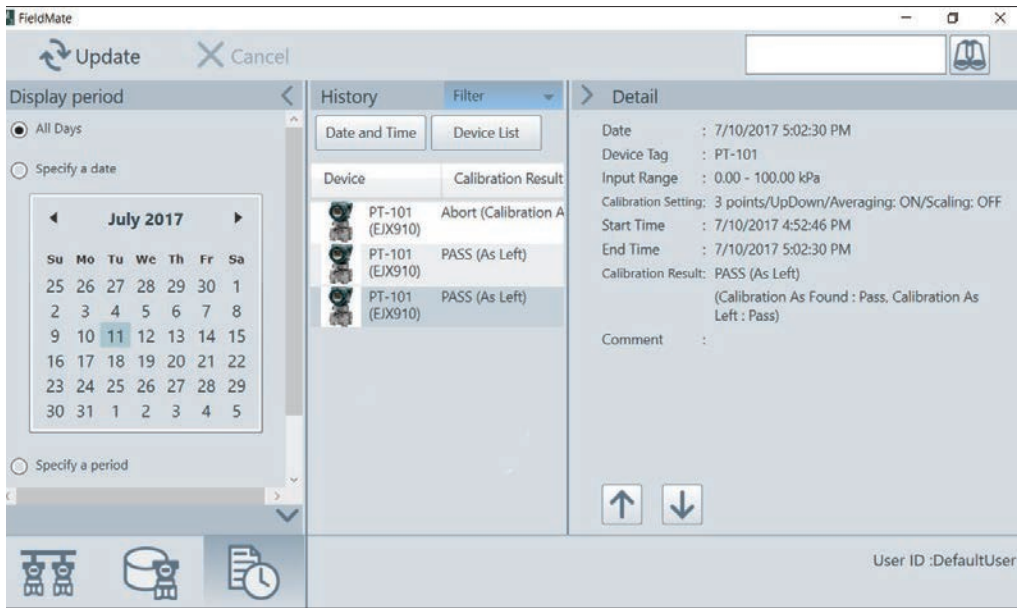 FieldMate
Update
Cancel
Display period
All Days
Specify a date
July 2017
Su Mo Tu We Th Fr Sa
25 26 27 28 29 30 1
2 3 4 5 6 7 8
9 10 11 12 13 14 15
16 17 18 19 20 21 22
23 24 25 26 27 28 29
30 31 1 2 3 4 5
Specify a period
History
Filter
Date and Time
Device List
Device
Calibration Result
PT-101
(EJX910)
Abort (Calibration A
PT-101
(EJX910)
PASS (As Left)
PT-101
(EJX910)
PASS (As Left)
Detail
Date : 7/10/2017 5:02:30 PM
Device Tag : PT-101
Input Range : 0.00 - 100.00 kPa
Calibration Setting: 3 points/UpDown/Averaging: ON/Scaling: OFF
Start Time : 7/10/2017 4:52:46 PM
End Time : 7/10/2017 5:02:30 PM
Calibration Result: PASS (As Left)
(Calibration As Found : Pass, Calibration As
Left : Pass)
Comment :
User ID :DefaultUser